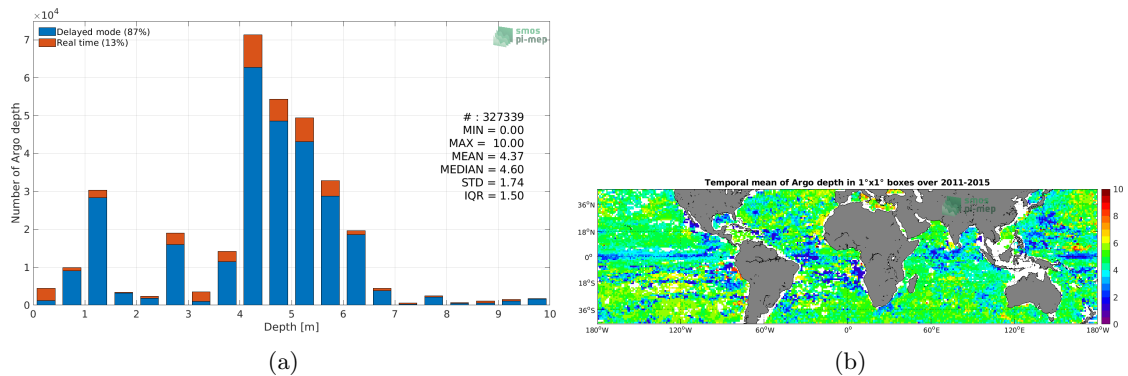 ×10⁴
Delayed mode (87%)
Real time (13%)
smos
pi-mep
7
6
5
4
3
2
1
0
Number of Argo depth
# : 327339
MIN = 0.00
MAX = 10.00
MEAN = 4.37
MEDIAN = 4.60
STD = 1.74
IQR = 1.50
0 1 2 3 4 5 6 7 8 9 10
Depth [m]
(a)
Temporal mean of Argo depth in 1°x1° boxes over 2011-2015
smos
pi-mep
36°N
18°N
0°
18°S
36°S
180°W 120°W 60°W 0° 60°E 120°E 180°W
10
8
6
4
2
0
(b)